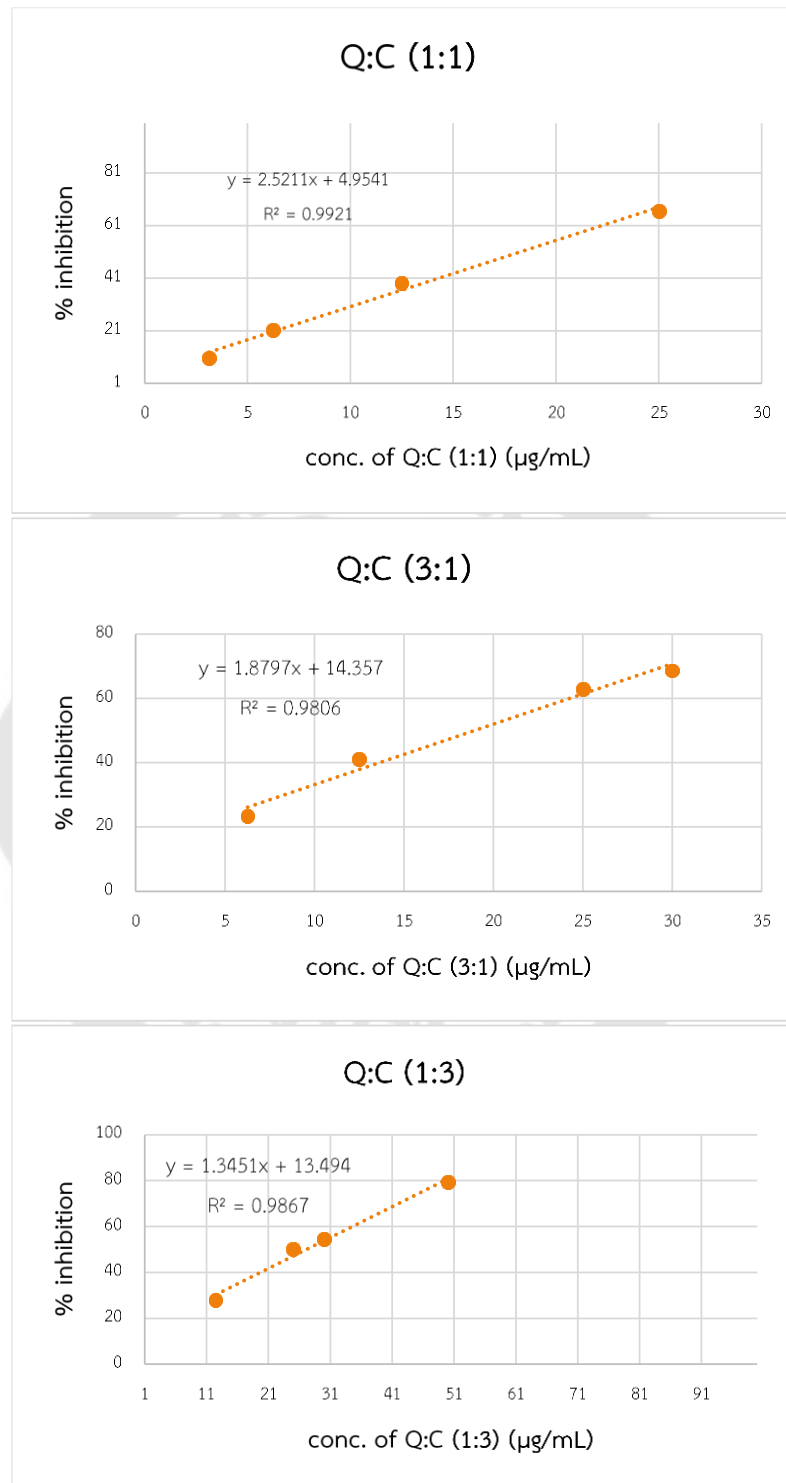 Q:C (1:1)
% inhibition
81
61
41
21
1
y = 2.5211x + 4.9541
R² = 0.9921
0 5 10 15 20 25 30
conc. of Q:C (1:1) (µg/mL)
Q:C (3:1)
% inhibition
80
60
40
20
0
y = 1.8797x + 14.357
R² = 0.9806
0 5 10 15 20 25 30 35
conc. of Q:C (3:1) (µg/mL)
Q:C (1:3)
% inhibition
100
80
60
40
20
0
y = 1.3451x + 13.494
R² = 0.9867
1 11 21 31 41 51 61 71 81 91
conc. of Q:C (1:3) (µg/mL)